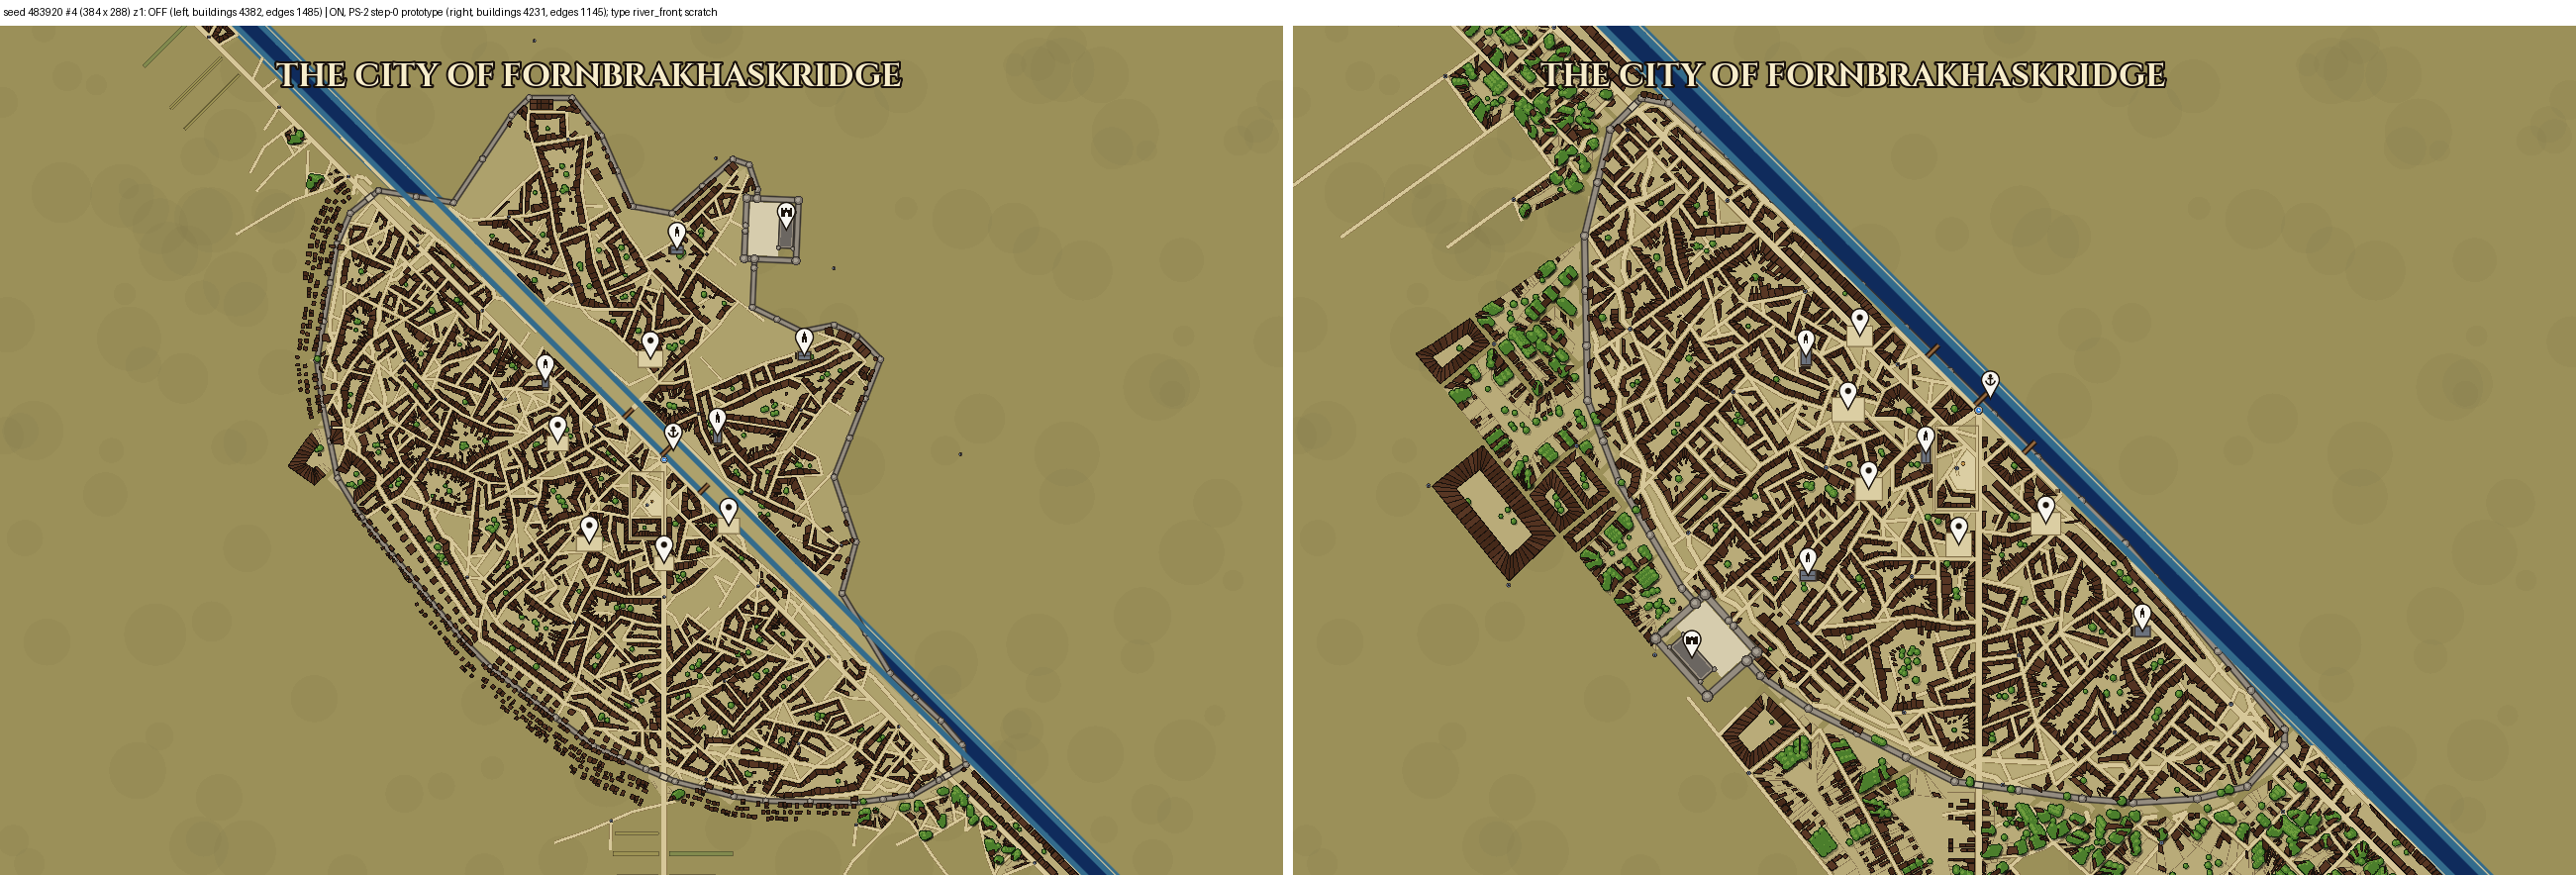 seed 483920 #4 (384 x 288) z1: OFF (left, buildings 4382, edges 1485) | ON, PS-2 step-0 prototype (right, buildings 4231, edges 1145); type river_front; scratch
THE CITY OF FORNBRAKHASKRIDGE
THE CITY OF FORNBRAKHASKRIDGE